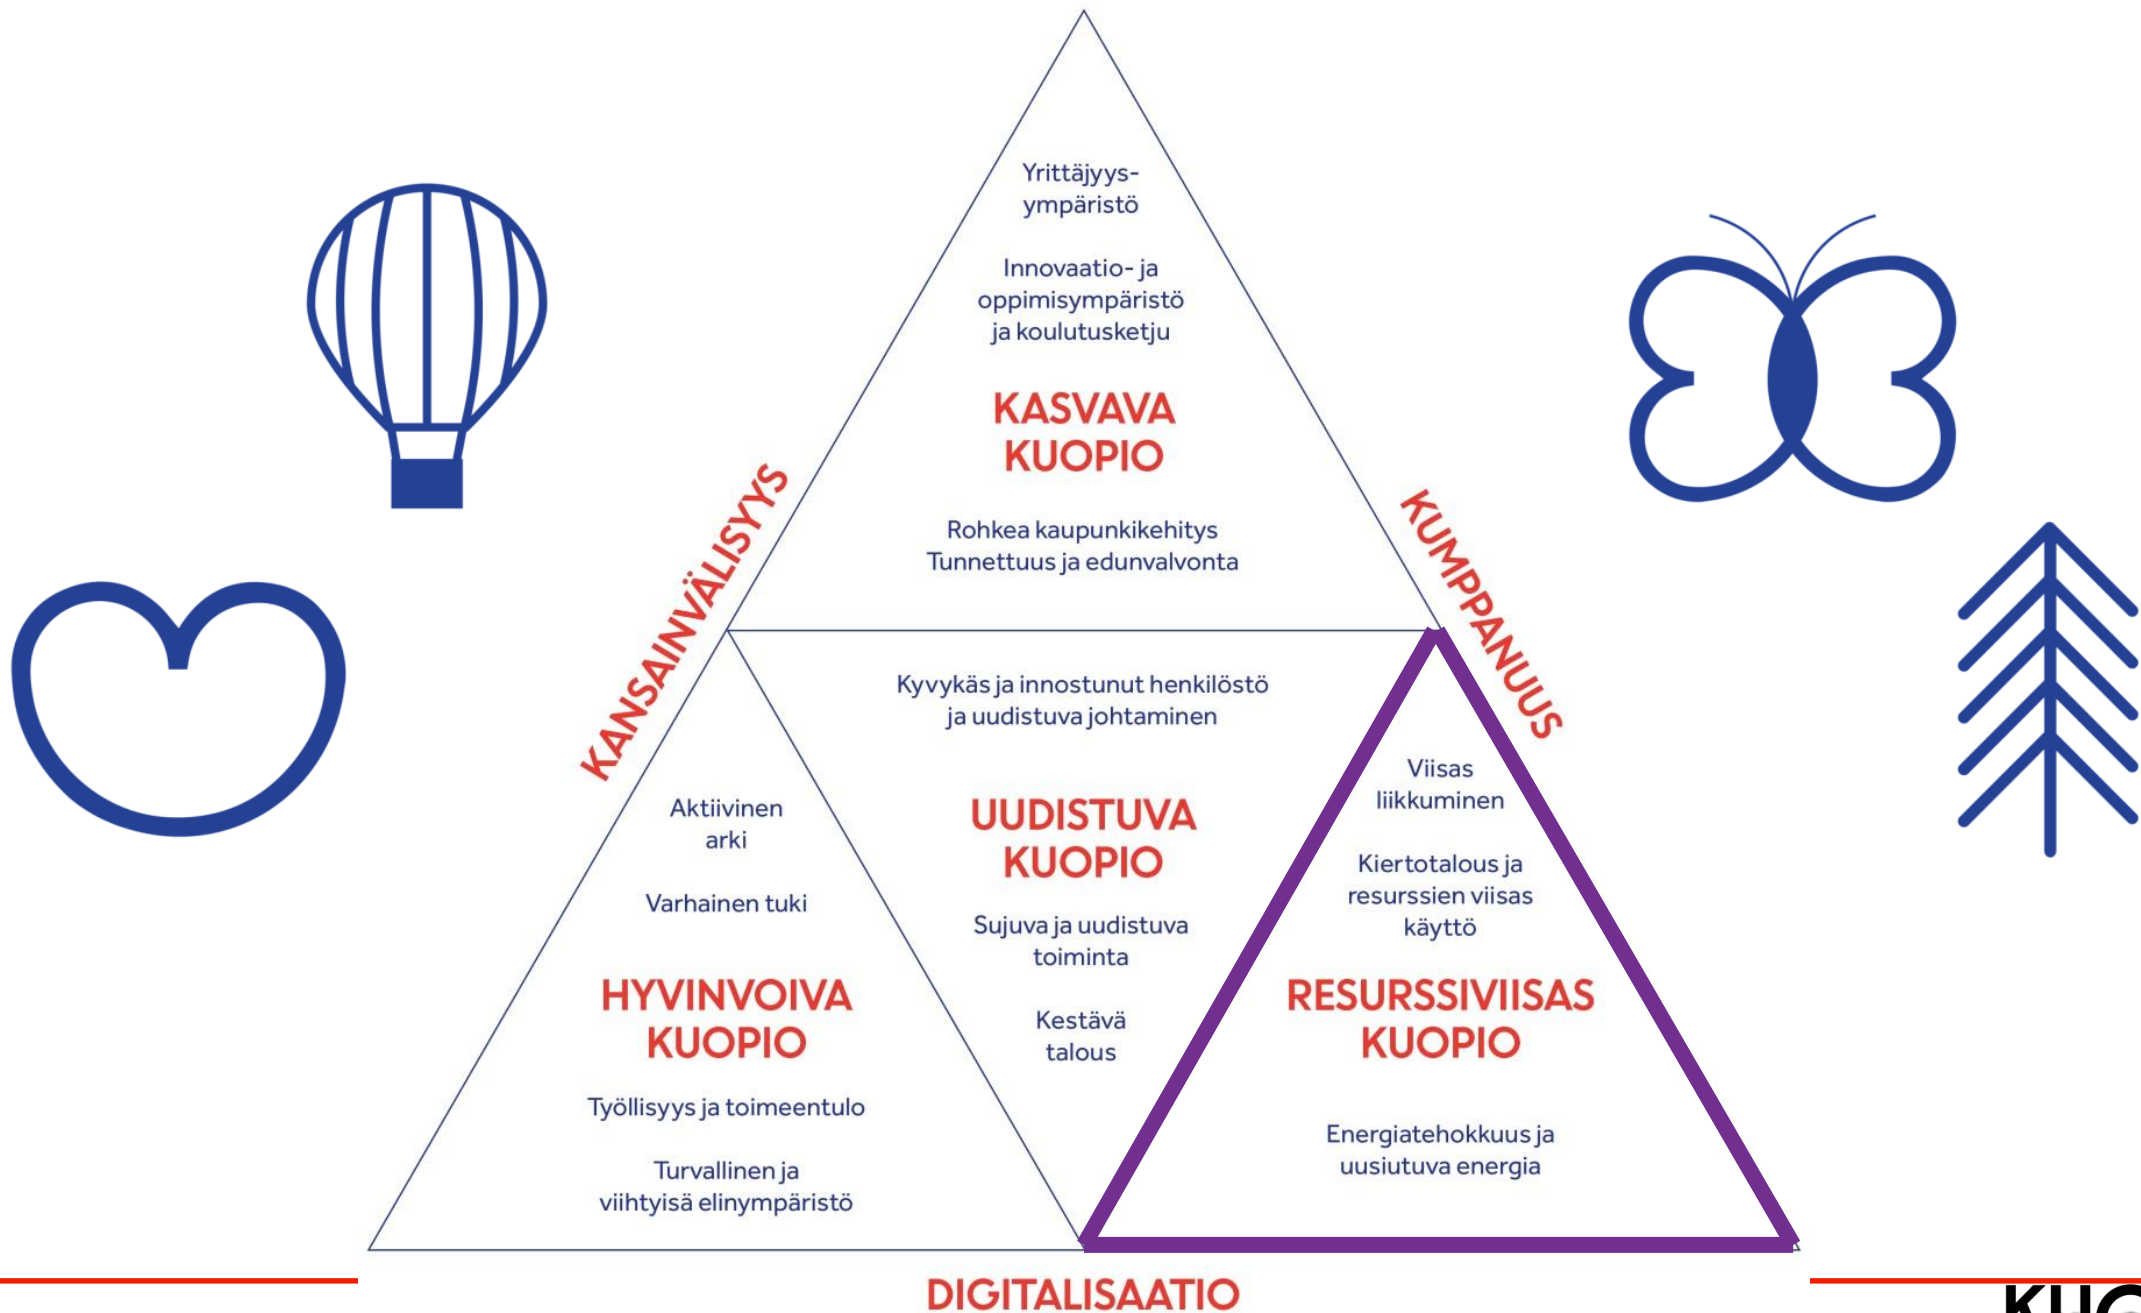 Yrittäjyys-
ympäristö
Innovaatio- ja
oppimisympäristö
ja koulutusketju
KASVAVA
KUOPIO
Rohkea kaupunkikehitys
Tunnettuus ja edunvalvonta
KANSAINVÄLISYYS
KUMPPANUUS
Kyvykäs ja innostunut henkilöstö
ja uudistuva johtaminen
UUDISTUVA
KUOPIO
Sujuva ja uudistuva
toiminta
Kestävä
talous
Aktiivinen
arki
Varhainen tuki
HYVINVOIVA
KUOPIO
Työllisyys ja toimeentulo
Turvallinen ja
viihtyisä elinympäristö
Viisas
liikkuminen
Kiertotalous ja
resurssien viisas
käyttö
RESURSSIVIISAS
KUOPIO
Energiatehokkuus ja
uusiutuva energia
DIGITALISAATIO